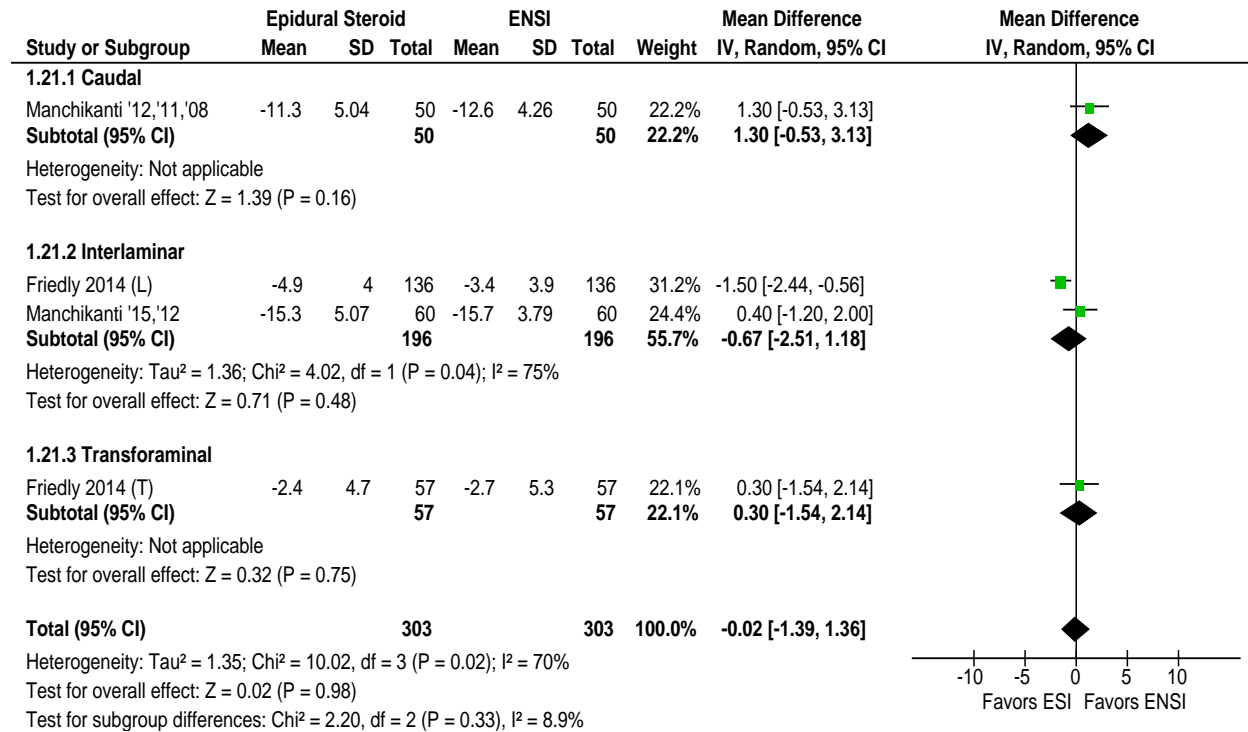 Epidural Steroid ENSI Mean Difference Mean Difference
Study or Subgroup Mean SD Total Mean SD Total Weight IV, Random, 95% CI IV, Random, 95% CI
1.21.1 Caudal
Manchikanti '12,'11,'08 -11.3 5.04 50 -12.6 4.26 50 22.2% 1.30 [-0.53, 3.13]
Subtotal (95% CI) 50 50 22.2% 1.30 [-0.53, 3.13]
Heterogeneity: Not applicable
Test for overall effect: Z = 1.39 (P = 0.16)
1.21.2 Interlaminar
Friedly 2014 (L) -4.9 4 136 -3.4 3.9 136 31.2% -1.50 [-2.44, -0.56]
Manchikanti '15,'12 -15.3 5.07 60 -15.7 3.79 60 24.4% 0.40 [-1.20, 2.00]
Subtotal (95% CI) 196 196 55.7% -0.67 [-2.51, 1.18]
Heterogeneity: Tau² = 1.36; Chi² = 4.02, df = 1 (P = 0.04); I² = 75%
Test for overall effect: Z = 0.71 (P = 0.48)
1.21.3 Transforaminal
Friedly 2014 (T) -2.4 4.7 57 -2.7 5.3 57 22.1% 0.30 [-1.54, 2.14]
Subtotal (95% CI) 57 57 22.1% 0.30 [-1.54, 2.14]
Heterogeneity: Not applicable
Test for overall effect: Z = 0.32 (P = 0.75)
Total (95% CI) 303 303 100.0% -0.02 [-1.39, 1.36]
Heterogeneity: Tau² = 1.35; Chi² = 10.02, df = 3 (P = 0.02); I² = 70%
Test for overall effect: Z = 0.02 (P = 0.98)
Test for subgroup differences: Chi² = 2.20, df = 2 (P = 0.33), I² = 8.9%
-10 -5 0 5 10
Favors ESI Favors ENSI